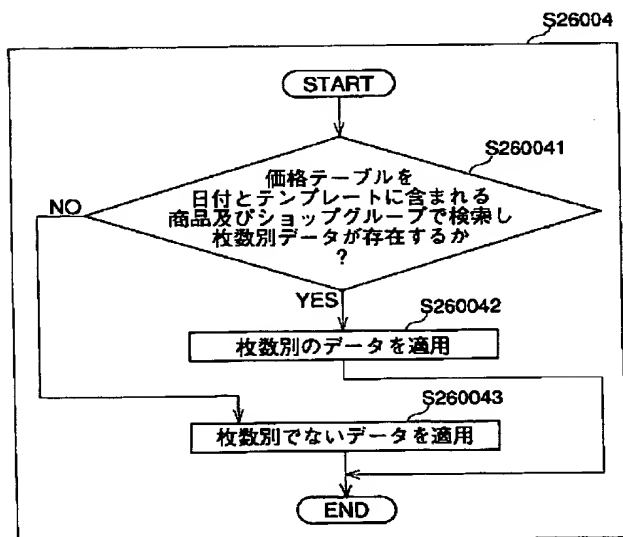 S26004
START
S260041
価格テーブルを
日付とテンプレートに含まれる
商品及びショップグループで検索し
枚数別データが存在するか
?
NO
YES
S260042
枚数別のデータを適用
S260043
枚数別でないデータを適用
END